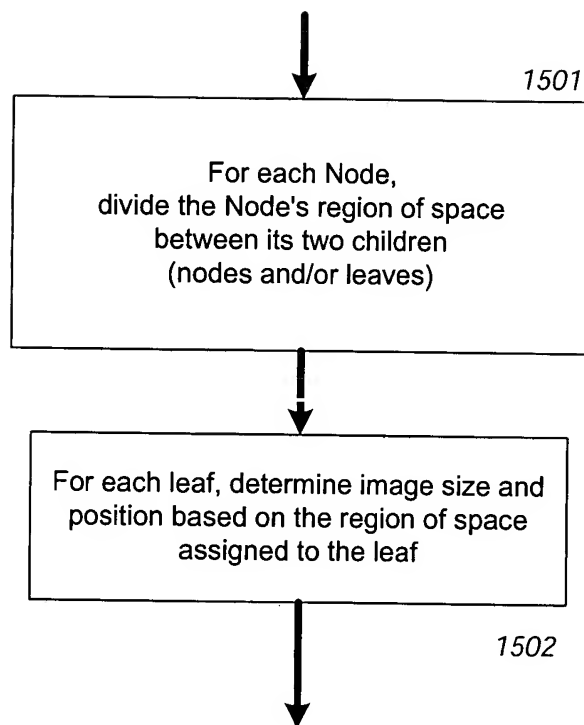 1501
For each Node,
divide the Node's region of space
between its two children
(nodes and/or leaves)
For each leaf, determine image size and
position based on the region of space
assigned to the leaf
1502